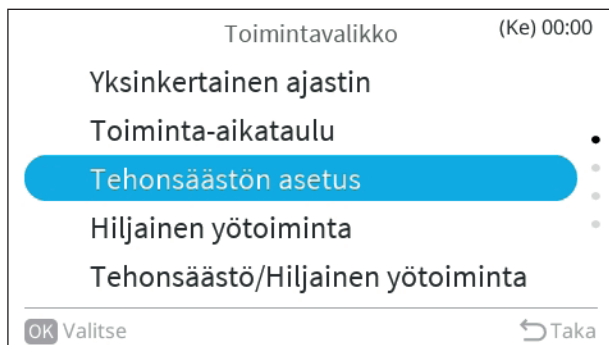 Toimintavalikko (Ke) 00:00
Yksinkertainen ajastin
Toiminta-aikataulu
Tehonsäästön asetus
Hiljainen yötoiminta
Tehonsäästö/Hiljainen yötoiminta
OK Valitse Taka